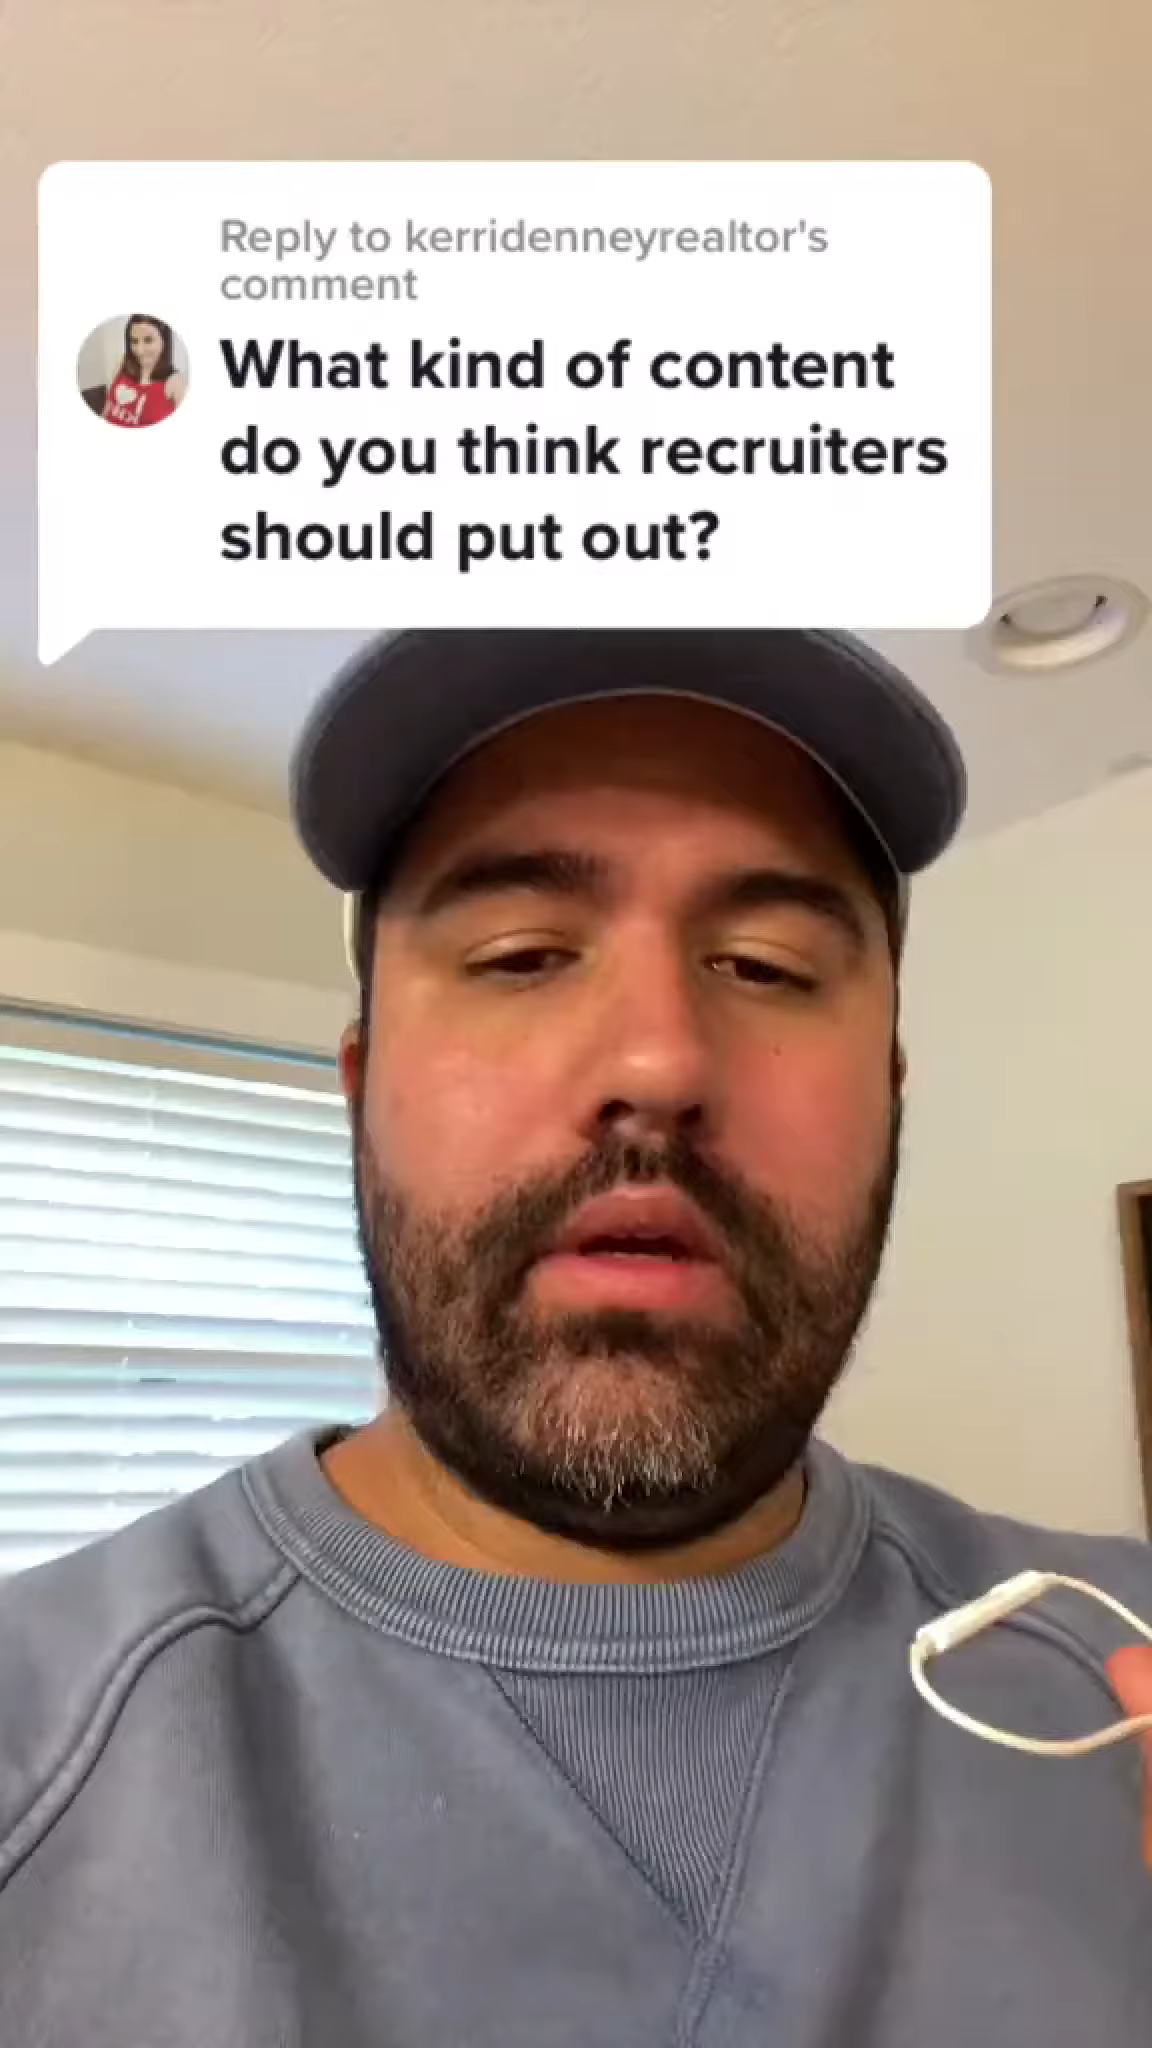 Reply to kerridenneyrealtor's
comment
What kind of content
do you think recruiters
should put out?